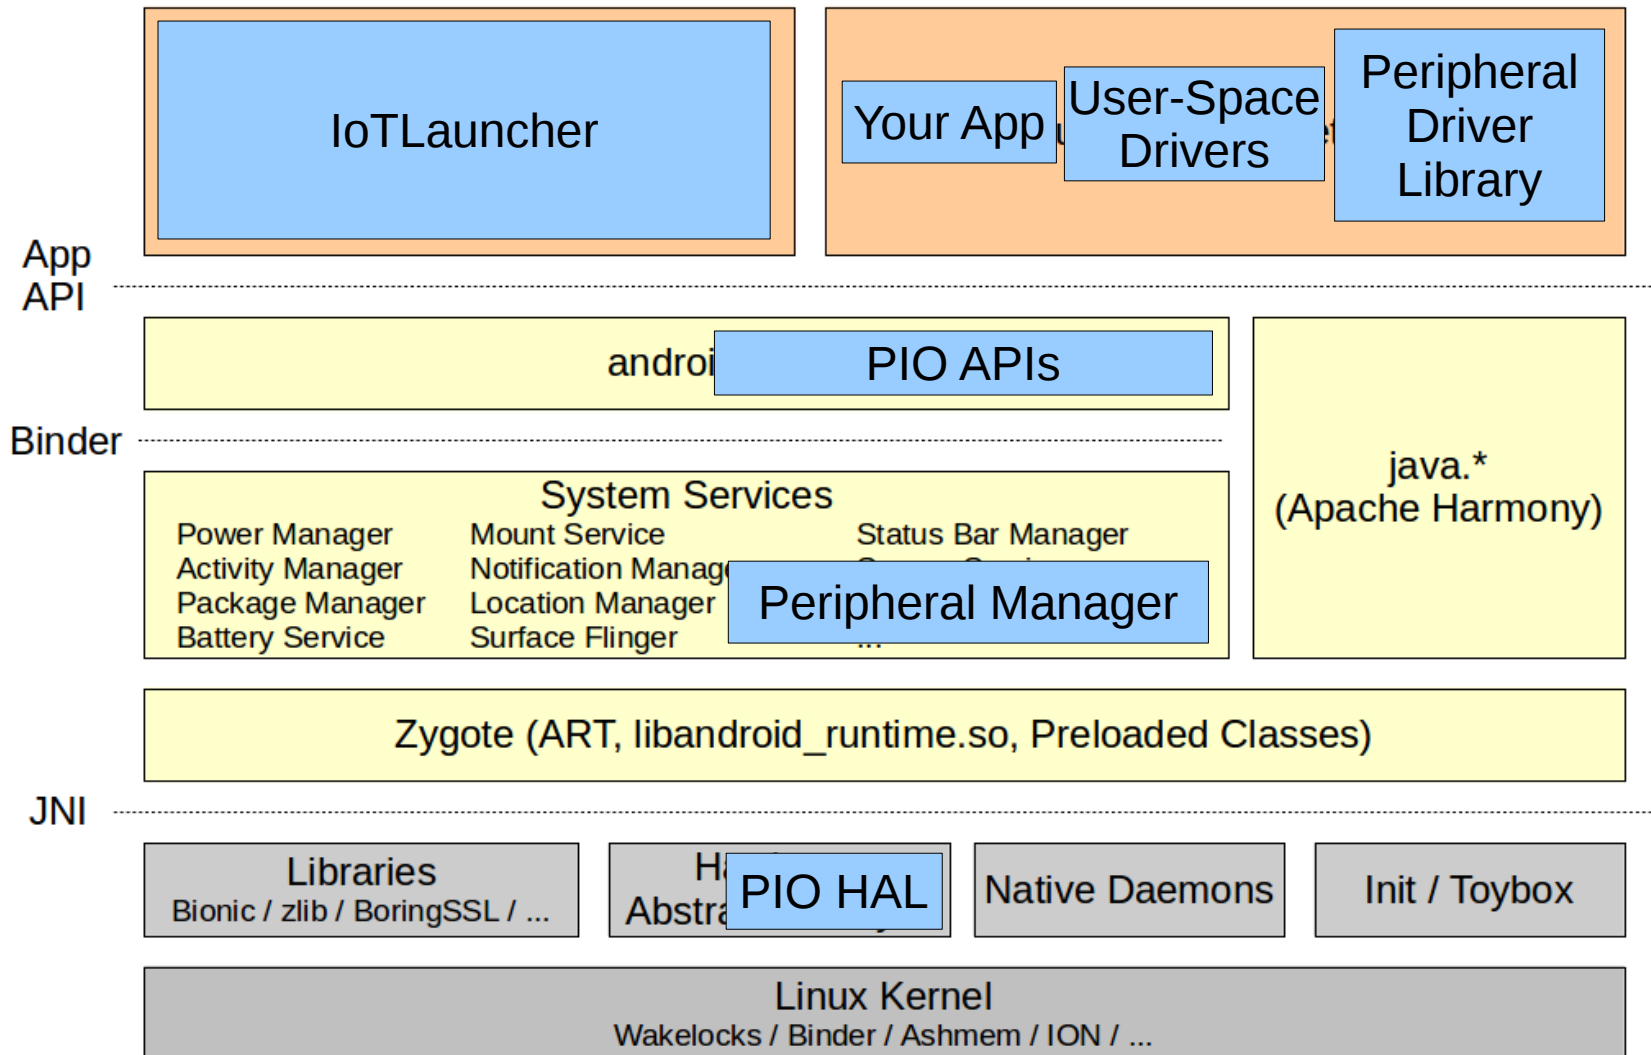 IoTLauncher
Your App
User-Space
Drivers
Peripheral
Driver
Library
App
API
PIO APIs
Binder
java.*
(Apache Harmony)
System Services
Power Manager
Mount Service
Status Bar Manager
Activity Manager
Notification Manage
Package Manager
Location Manager
Battery Service
Surface Flinger
...
Peripheral Manager
Zygote (ART, libandroid_runtime.so, Preloaded Classes)
JNI
Libraries
Bionic / zlib / BoringSSL / ...
PIO HAL
Native Daemons
Init / Toybox
Linux Kernel
Wakelocks / Binder / Ashmem / ION / ...